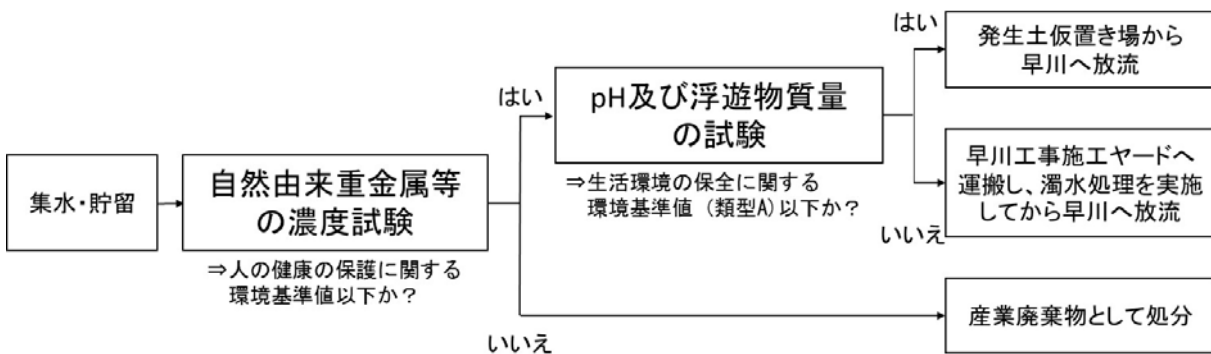 集水・貯留
自然由来重金属等
の濃度試験
⇒人の健康の保護に関する
環境基準値以下か？
はい
pH及び浮遊物質量
の試験
⇒生活環境の保全に関する
環境基準値（類型A）以下か？
はい
発生土仮置き場から
早川へ放流
いいえ
早川工事施工ヤードへ
運搬し、濁水処理を実施
してから早川へ放流
いいえ
産業廃棄物として処分